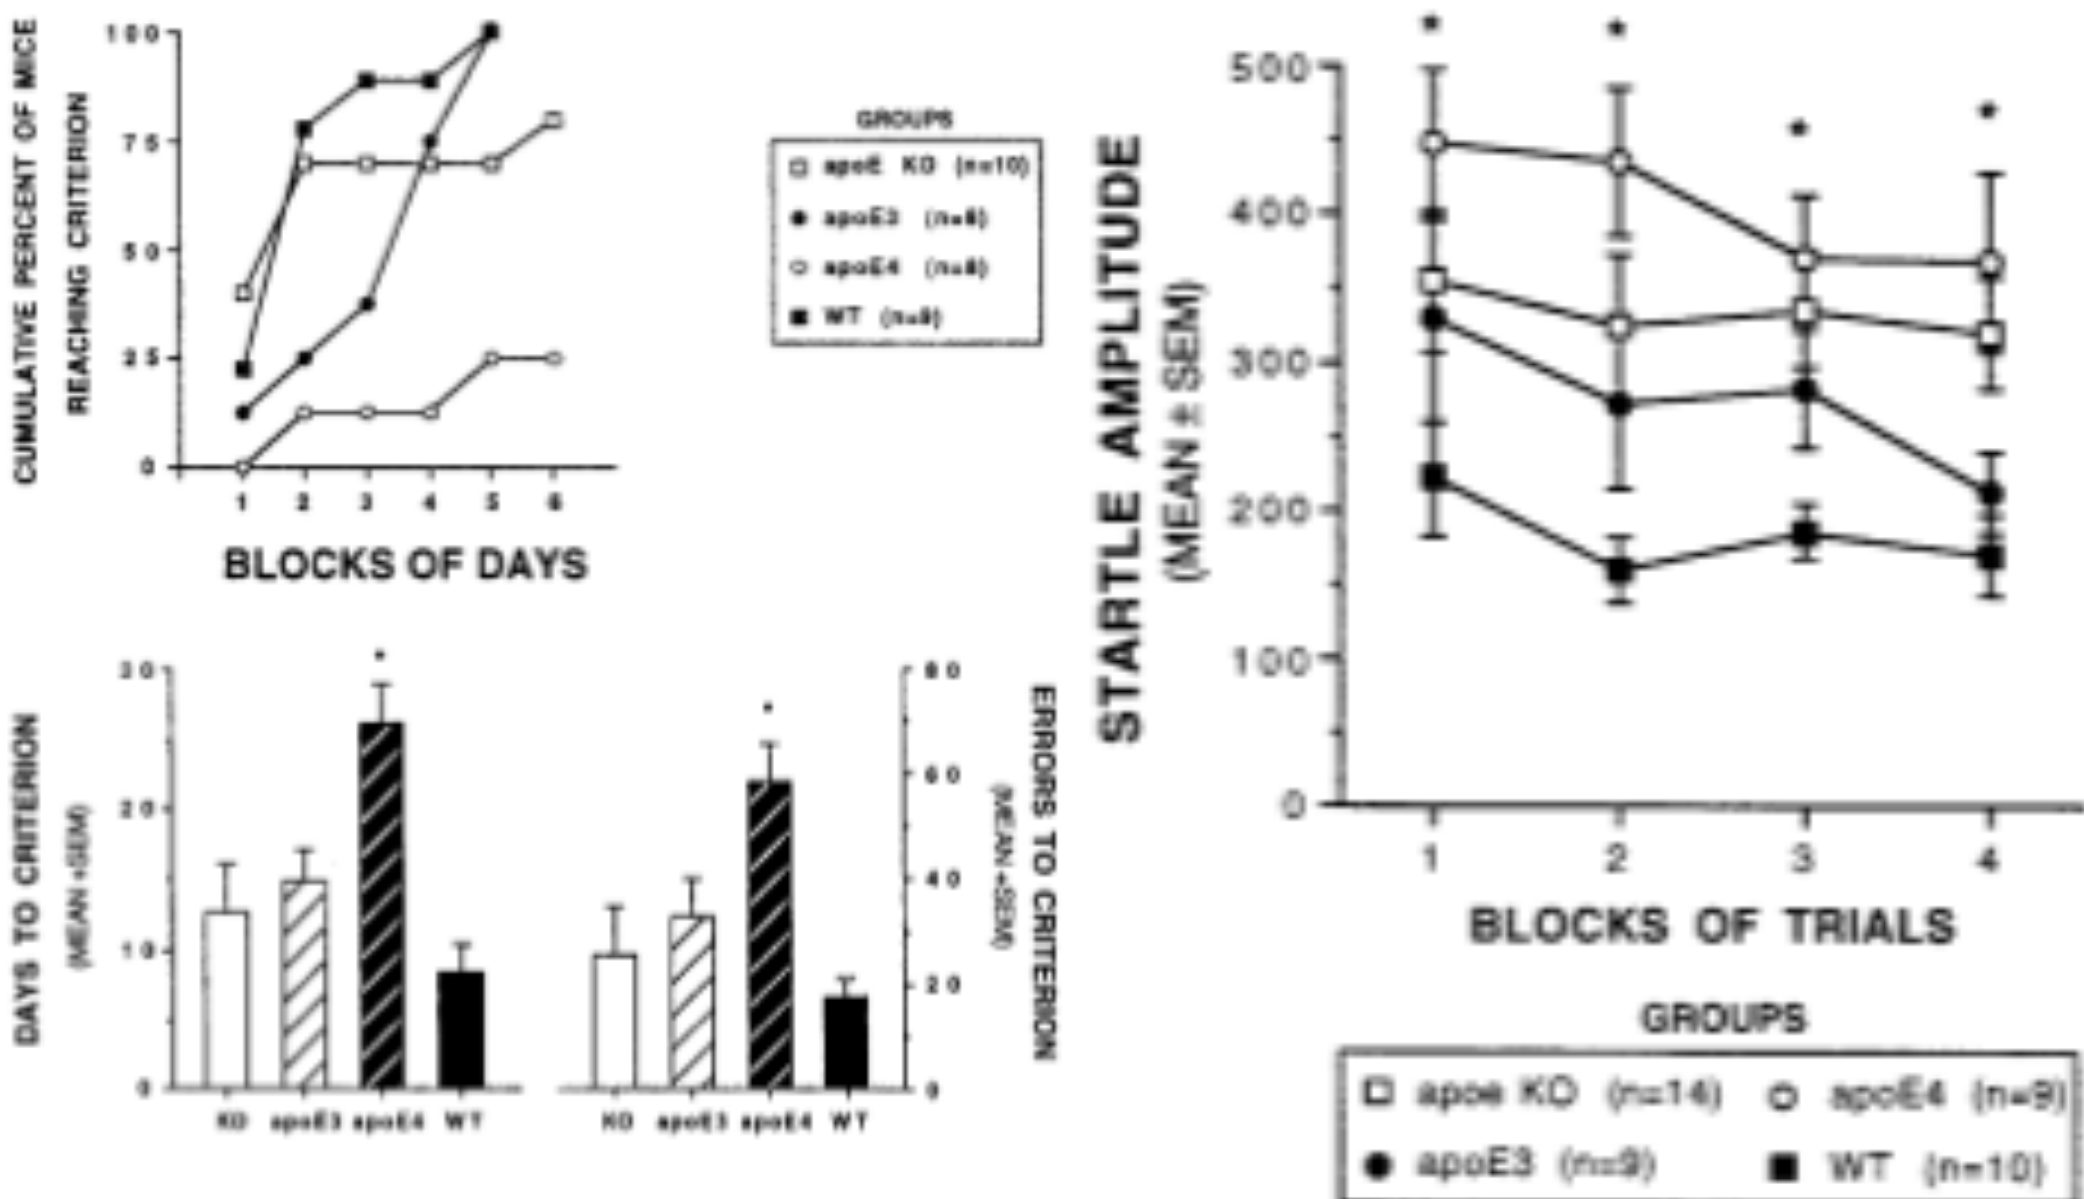 CUMULATIVE PERCENT OF MICE
REACHING CRITERION
100
75
50
25
0
1 2 3 4 5 6
BLOCKS OF DAYS
GROUPS
apoE KO (n=10)
apoE3 (n=8)
apoE4 (n=8)
WT (n=9)
DAYS TO CRITERION
(MEAN +SEM)
30
20
10
0
KO apoE3 apoE4 WT
KO apoE3 apoE4 WT
80
60
40
20
0
ERRORS TO CRITERION
(MEAN +SEM)
STARTLE AMPLITUDE
(MEAN ± SEM)
* * * *
500
400
300
200
100
0
1 2 3 4
BLOCKS OF TRIALS
GROUPS
apoe KO (n=14) apoE4 (n=9)
apoE3 (n=9) WT (n=10)